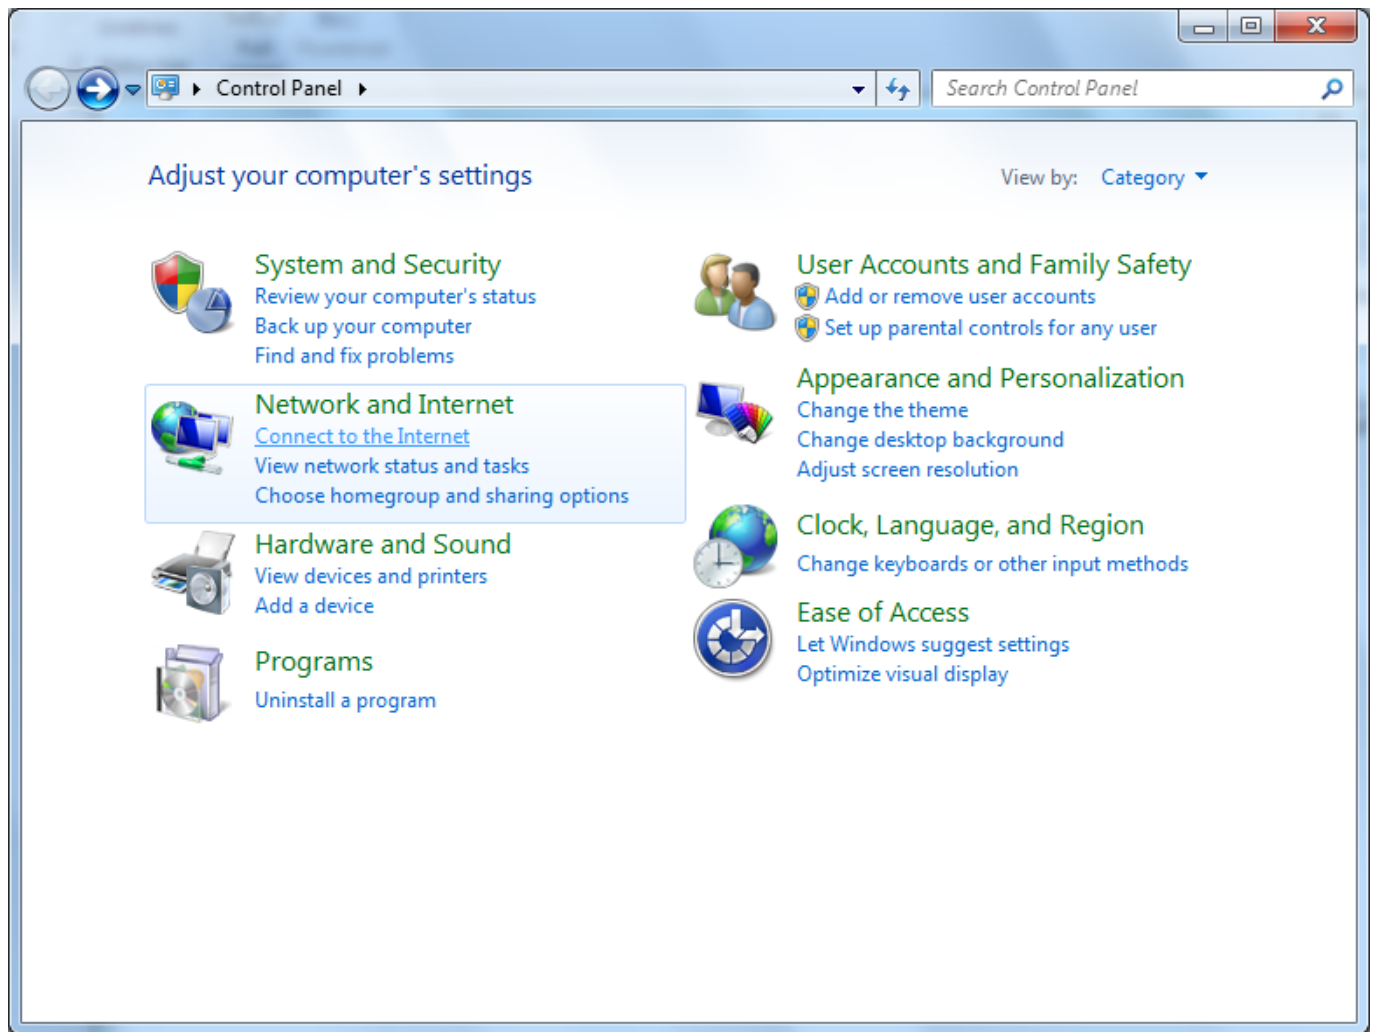 Control Panel
Search Control Panel
Adjust your computer's settings
View by: Category
System and Security
Review your computer's status
Back up your computer
Find and fix problems
Network and Internet
Connect to the Internet
View network status and tasks
Choose homegroup and sharing options
Hardware and Sound
View devices and printers
Add a device
Programs
Uninstall a program
User Accounts and Family Safety
Add or remove user accounts
Set up parental controls for any user
Appearance and Personalization
Change the theme
Change desktop background
Adjust screen resolution
Clock, Language, and Region
Change keyboards or other input methods
Ease of Access
Let Windows suggest settings
Optimize visual display